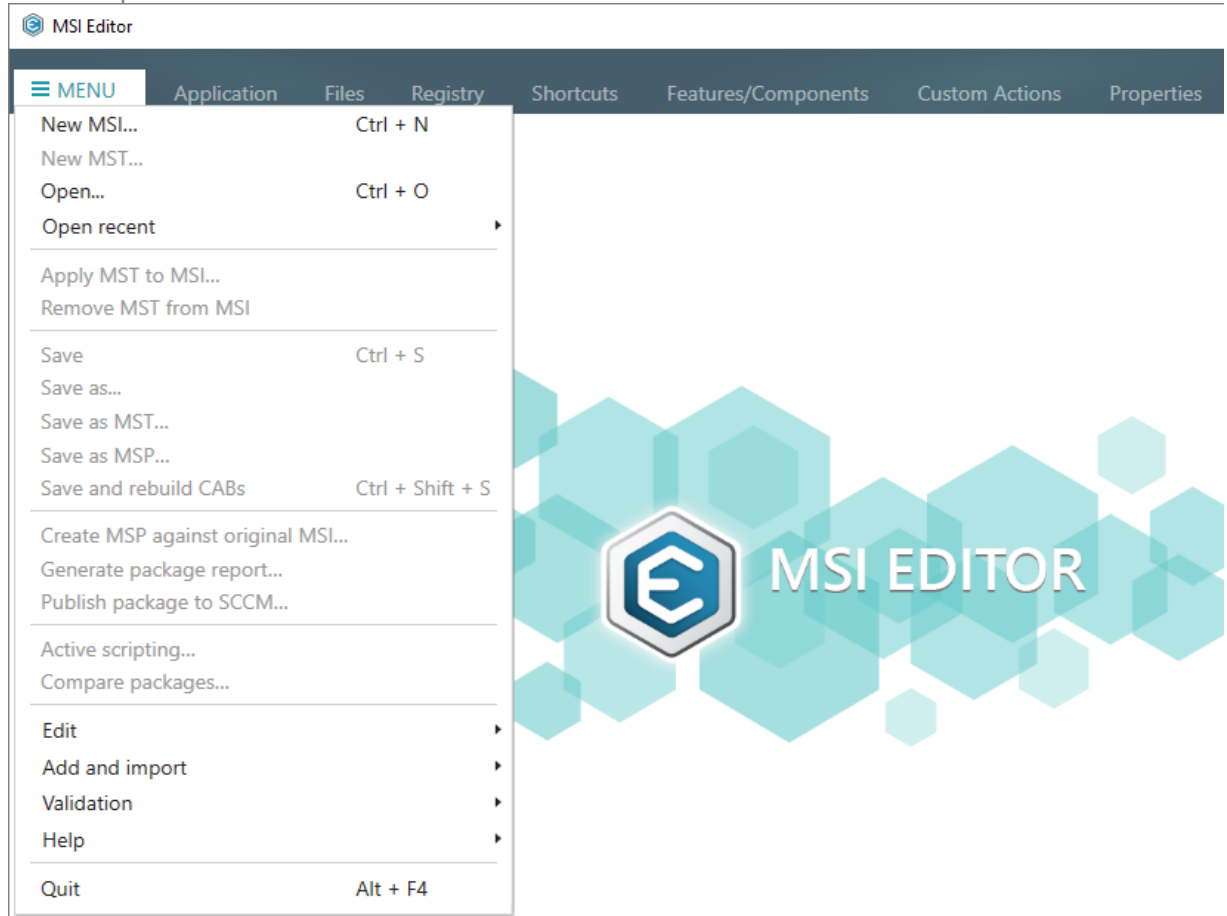 MSI Editor
MENU Application Files Registry Shortcuts Features/Components Custom Actions Properties
New MSI... Ctrl + N
New MST...
Open... Ctrl + O
Open recent
Apply MST to MSI...
Remove MST from MSI
Save Ctrl + S
Save as...
Save as MST...
Save as MSP...
Save and rebuild CABs Ctrl + Shift + S
Create MSP against original MSI...
Generate package report...
Publish package to SCCM...
Active scripting...
Compare packages...
Edit
Add and import
Validation
Help
Quit Alt + F4
MSI EDITOR